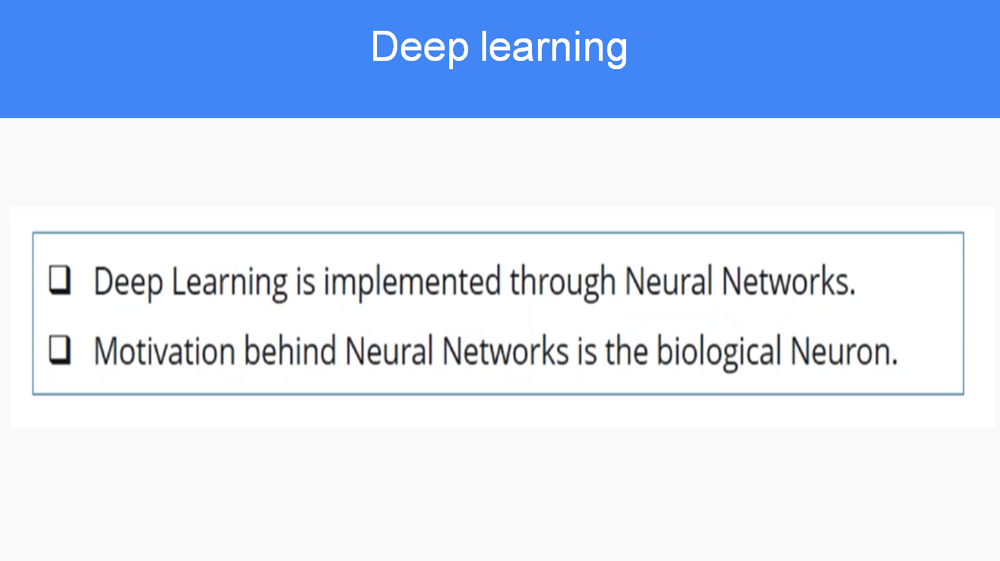 Deep learning
❑ Deep Learning is implemented through Neural Networks.
❑ Motivation behind Neural Networks is the biological Neuron.